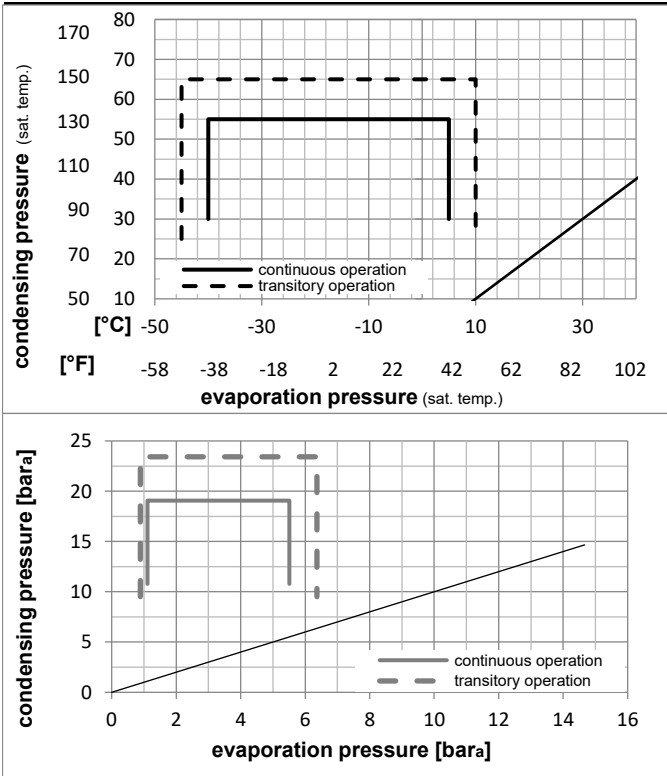 condensing pressure (sat. temp.)
170 80
150 70
60
130 50
110 40
90 30
70 20
50 10
continuous operation
transitory operation
[°C] -50 -30 -10 10 30
[°F] -58 -38 -18 2 22 42 62 82 102
evaporation pressure (sat. temp.)
condensing pressure [bara]
25
20
15
10
5
0
continuous operation
transitory operation
0 2 4 6 8 10 12 14 16
evaporation pressure [bara]